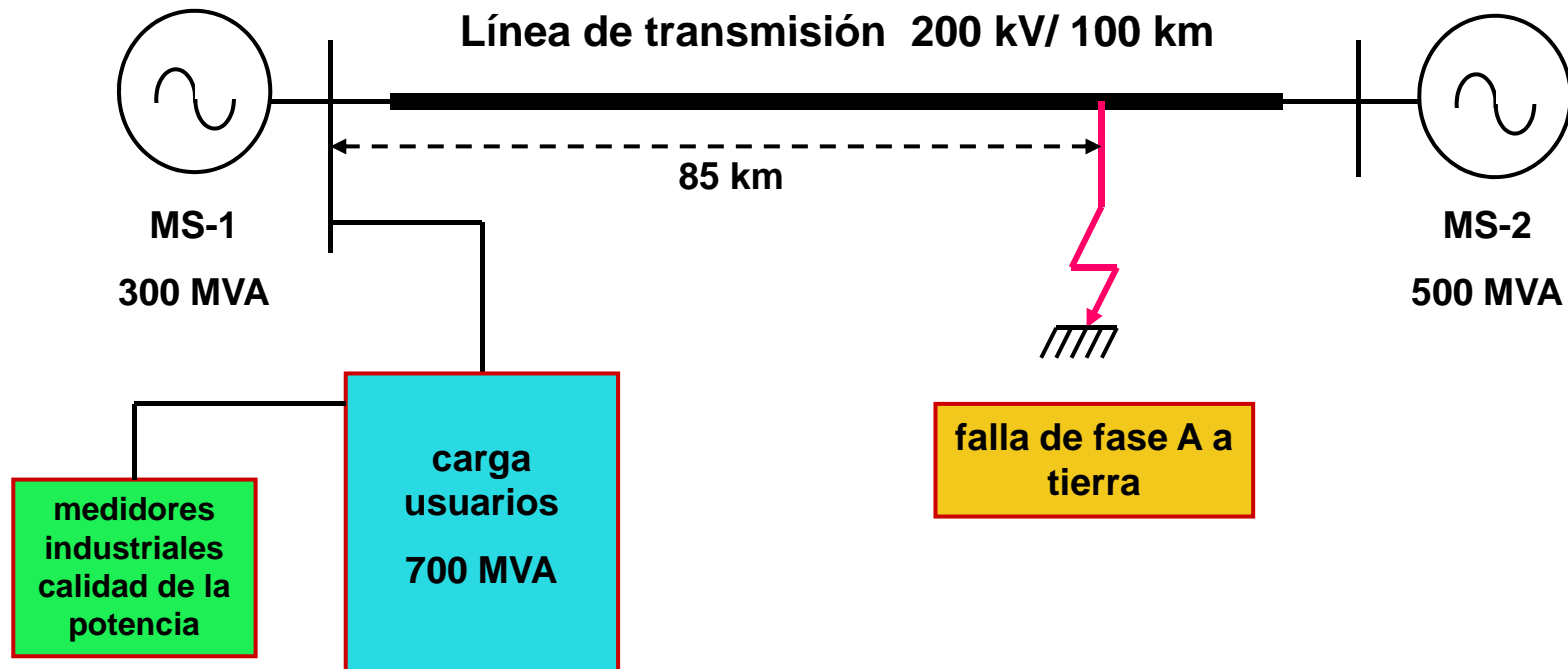 Línea de transmisión 200 kV/ 100 km
85 km
MS-1
300 MVA
MS-2
500 MVA
carga
usuarios
700 MVA
medidores
industriales
calidad de la
potencia
falla de fase A a
tierra